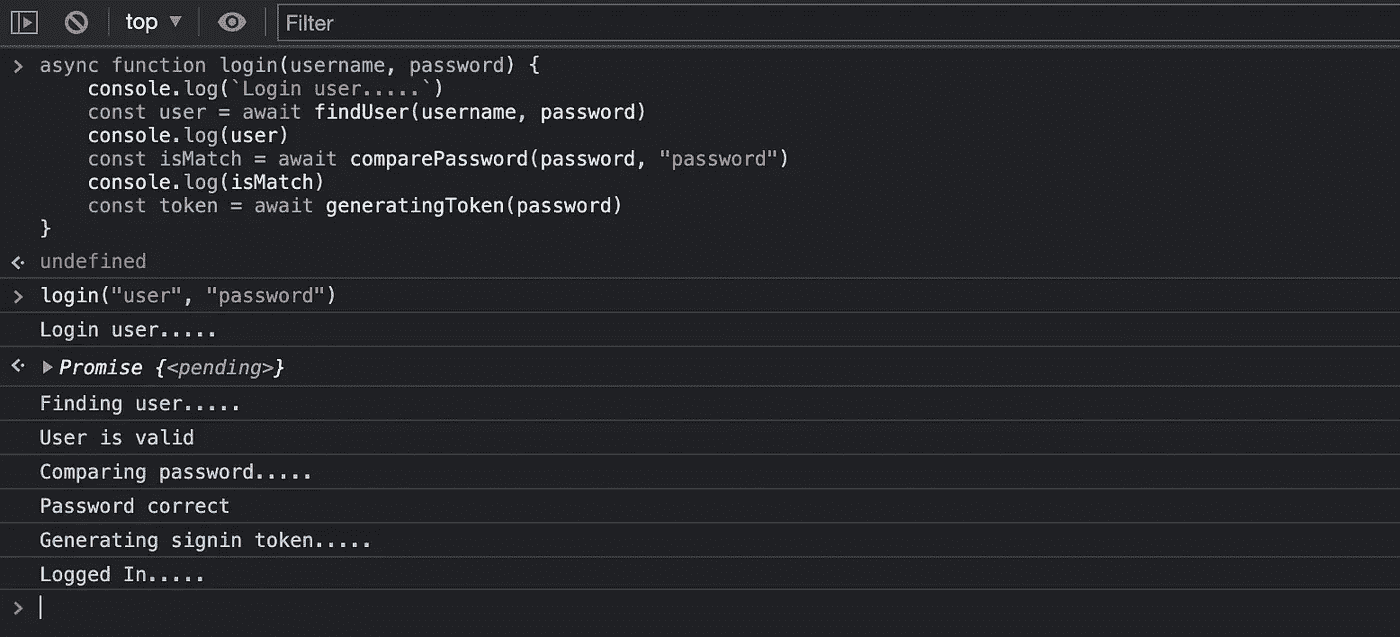 top ▼ Filter
> async function login(username, password) {
    console.log(`Login user.....`)
    const user = await findUser(username, password)
    console.log(user)
    const isMatch = await comparePassword(password, "password")
    console.log(isMatch)
    const token = await generatingToken(password)
}
undefined
> login("user", "password")
Login user.....
Promise {<pending>}
Finding user.....
User is valid
Comparing password.....
Password correct
Generating signin token.....
Logged In.....
>